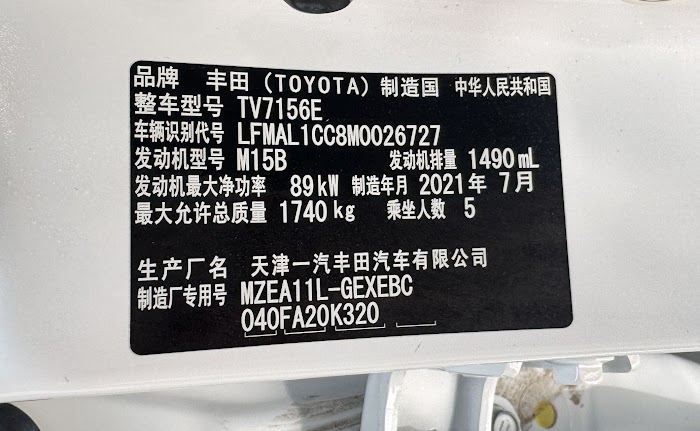 品牌 丰田(TOYOTA)制造国 中华人民共和国
整车型号 TV7156E
车辆识别代号 LFMAL1CC8M0026727
发动机型号 M15B 发动机排量 1490mL
发动机最大净功率 89kW 制造年月 2021年7月
最大允许总质量 1740kg 乘坐人数 5
生产厂名 天津一汽丰田汽车有限公司
制造厂专用号 MZEA11L-GEXEBC
040FA20K320